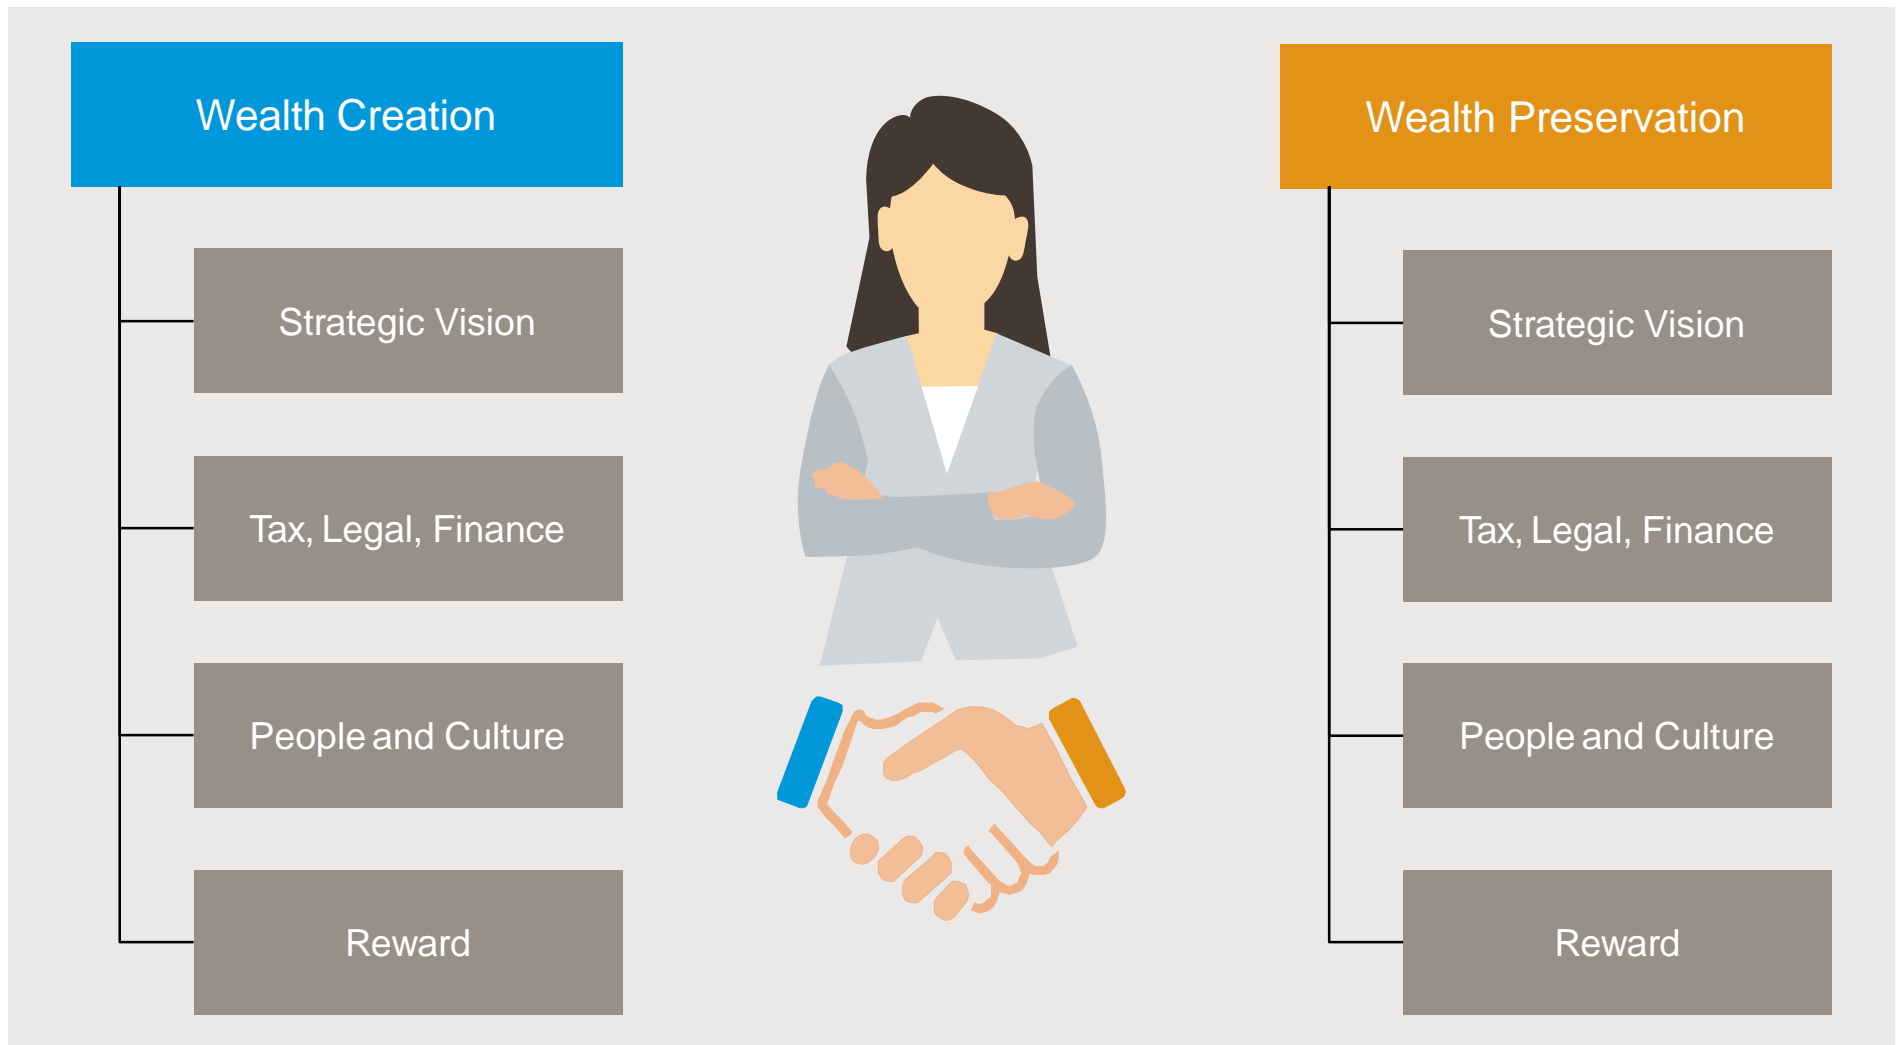 Wealth Creation
Strategic Vision
Tax, Legal, Finance
People and Culture
Reward
Wealth Preservation
Strategic Vision
Tax, Legal, Finance
People and Culture
Reward